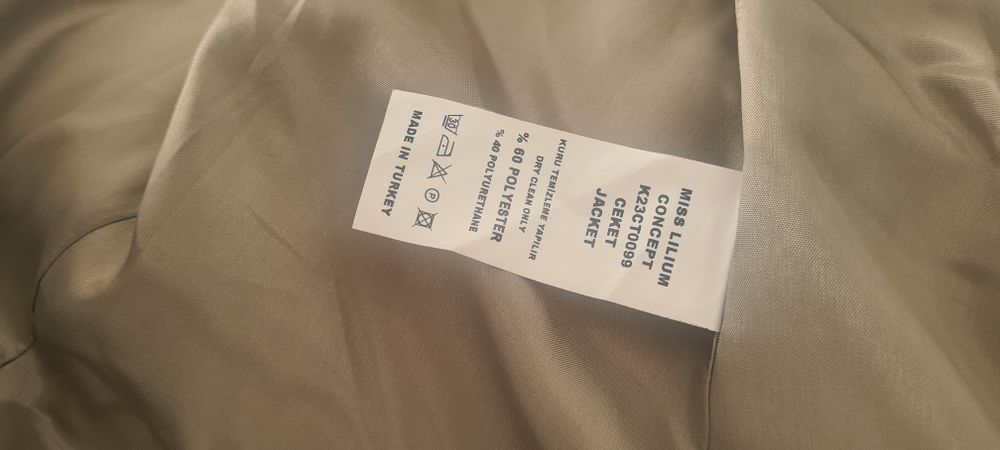 MISS LILIUM
CONCEPT
K23CT0099
CEKET
JACKET
KURU TEMİZLEME YAPILIR
DRY CLEAN ONLY
% 60 POLYESTER
% 40 POLYURETHANE
30
P
MADE IN TURKEY